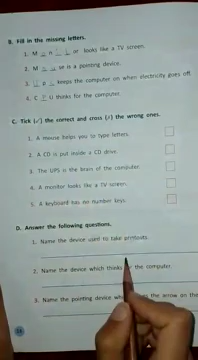 B. Fill in the missing letters.
1. M o n i t or looks like a TV screen.
2. M o u se is a pointing device.
3. U P S keeps the computer on when electricity goes off.
4. C P U thinks for the computer.
C. Tick (✓) the correct and cross (✗) the wrong ones.
1. A mouse helps you to type letters.
2. A CD is put inside a CD drive.
3. The UPS is the brain of the computer.
4. A monitor looks like a TV screen.
5. A keyboard has no number keys.
D. Answer the following questions.
1. Name the device used to take printouts.
2. Name the device which thinks for the computer.
3. Name the pointing device the arrow on the